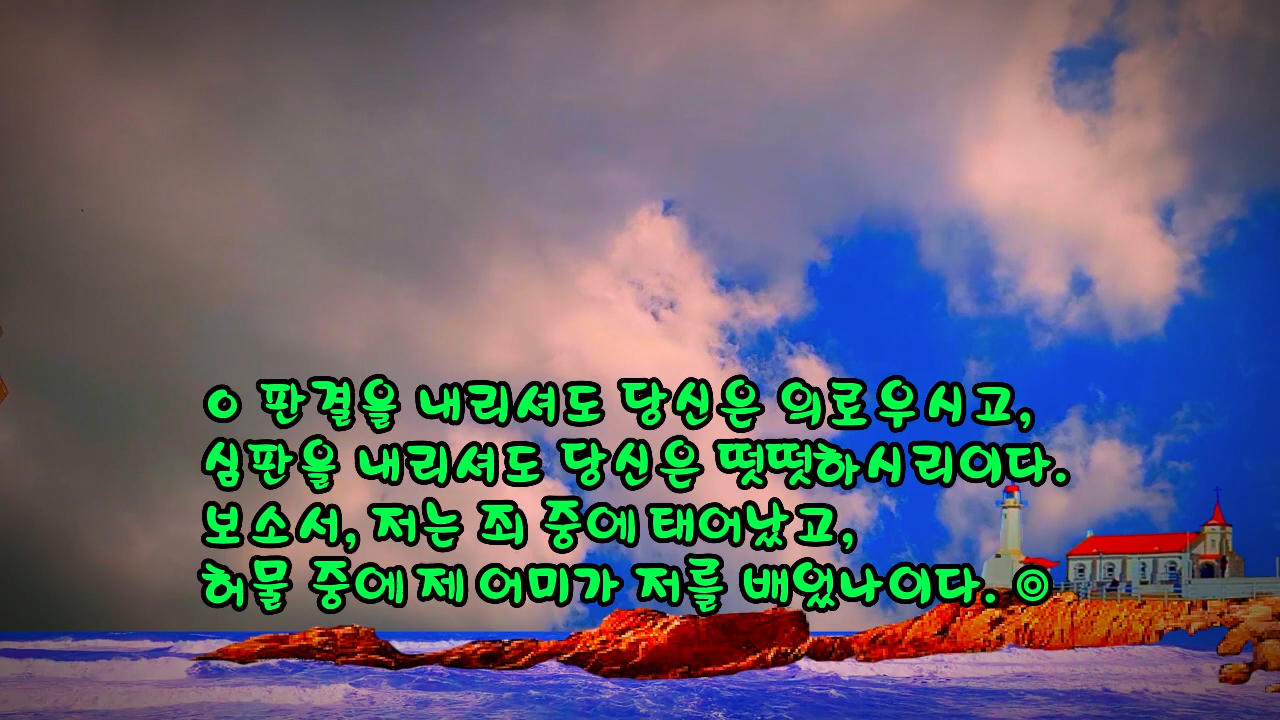 ○ 판결을 내리셔도 당신은 의로우시고,
심판을 내리셔도 당신은 떳떳하시리이다.
보소서, 저는 죄 중에 태어났고,
허물 중에 제 어미가 저를 배었나이다. ◎